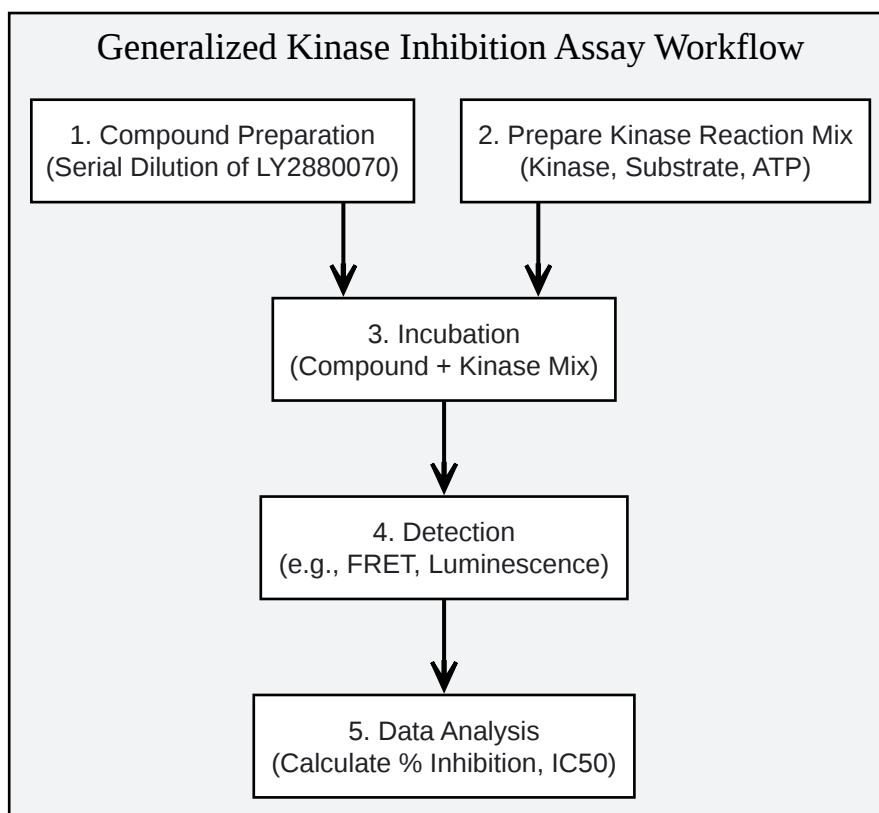 Generalized Kinase Inhibition Assay Workflow
1. Compound Preparation
(Serial Dilution of LY2880070)
2. Prepare Kinase Reaction Mix
(Kinase, Substrate, ATP)
3. Incubation
(Compound + Kinase Mix)
4. Detection
(e.g., FRET, Luminescence)
5. Data Analysis
(Calculate % Inhibition, IC50)